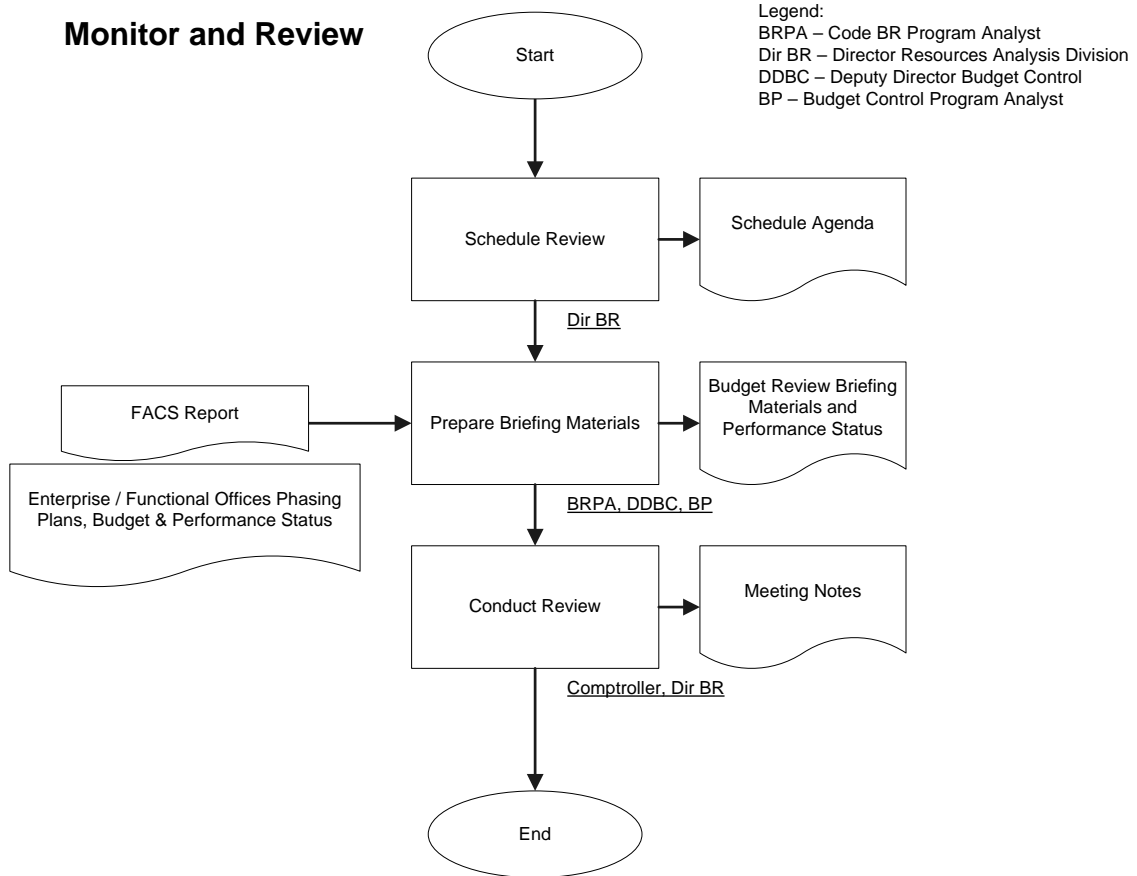 Monitor and Review
Legend:
BRPA – Code BR Program Analyst
Dir BR – Director Resources Analysis Division
DDBC – Deputy Director Budget Control
BP – Budget Control Program Analyst
Start
Schedule Review
Schedule Agenda
Dir BR
FACS Report
Prepare Briefing Materials
Budget Review Briefing
Materials and
Performance Status
Enterprise / Functional Offices Phasing
Plans, Budget & Performance Status
BRPA, DDBC, BP
Conduct Review
Meeting Notes
Comptroller, Dir BR
End